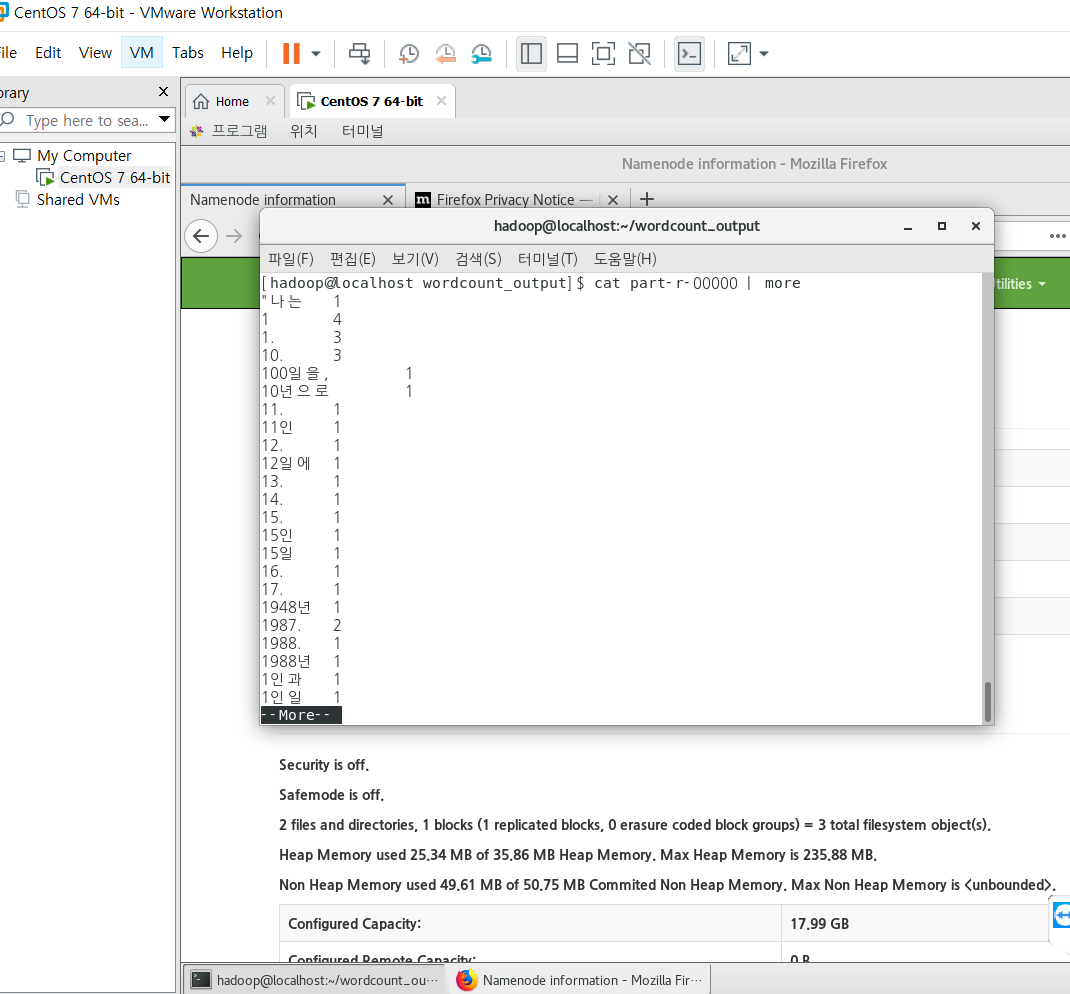 CentOS 7 64-bit - VMware Workstation
File Edit View VM Tabs Help
Library
Type here to sea...
My Computer
CentOS 7 64-bit
Shared VMs
Home
CentOS 7 64-bit
프로그램 위치 터미널
Namenode information - Mozilla Firefox
Namenode information
Firefox Privacy Notice —
hadoop@localhost:~/wordcount_output
파일(F) 편집(E) 보기(V) 검색(S) 터미널(T) 도움말(H)
Utilities
[hadoop@localhost wordcount_output]$ cat part-r-00000 | more
"나는 1
1 4
1. 3
10. 3
100일을, 1
10년으로 1
11. 1
11인 1
12. 1
12일에 1
13. 1
14. 1
15. 1
15인 1
15일 1
16. 1
17. 1
1948년 1
1987. 2
1988. 1
1988년 1
1인과 1
1인일 1
--More--
Security is off.
Safemode is off.
2 files and directories, 1 blocks (1 replicated blocks, 0 erasure coded block groups) = 3 total filesystem object(s).
Heap Memory used 25.34 MB of 35.86 MB Heap Memory. Max Heap Memory is 235.88 MB.
Non Heap Memory used 49.61 MB of 50.75 MB Commited Non Heap Memory. Max Non Heap Memory is <unbounded>.
Configured Capacity: 17.99 GB
Configured Remote Capacity: 0 B
hadoop@localhost:~/wordcount_ou···
Namenode information - Mozilla Fir···